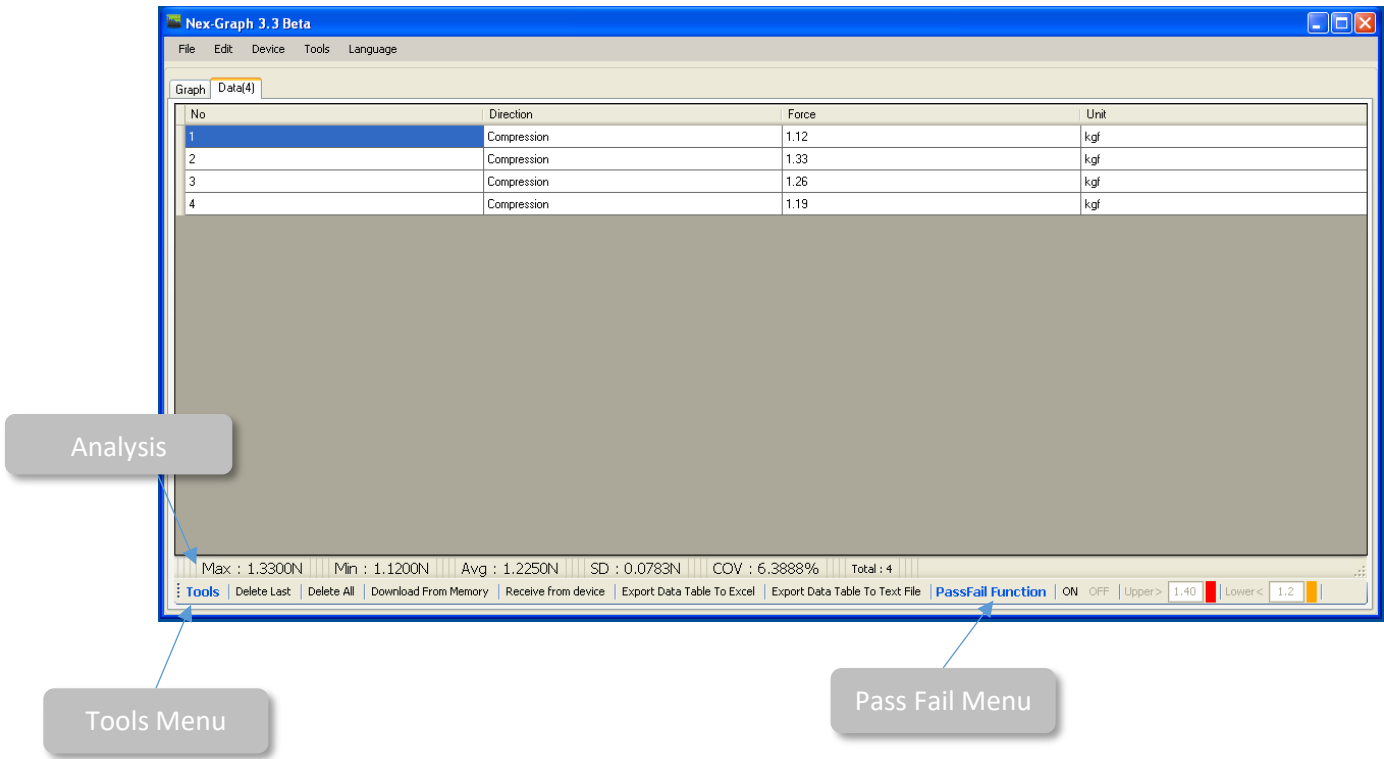 Nex-Graph 3.3 Beta
File Edit Device Tools Language
Graph Data(4)
No Direction Force Unit
1 Compression 1.12 kgf
2 Compression 1.33 kgf
3 Compression 1.26 kgf
4 Compression 1.19 kgf
Analysis
Max : 1.3300N Min : 1.1200N Avg : 1.2250N SD : 0.0783N COV : 6.3888% Total : 4
Tools Delete Last Delete All Download From Memory Receive from device Export Data Table To Excel Export Data Table To Text File PassFail Function ON OFF Upper> 1.40 Lower< 1.2
Tools Menu
Pass Fail Menu